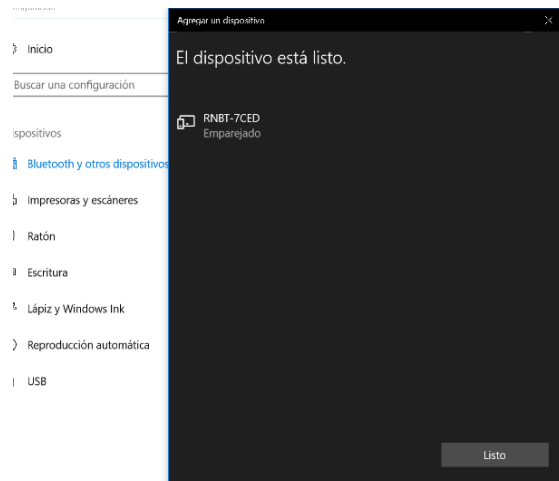 Inicio
Buscar una configuración
Dispositivos
Bluetooth y otros dispositivos
Impresoras y escáneres
Ratón
Escritura
Lápiz y Windows Ink
Reproducción automática
USB
Agregar un dispositivo
El dispositivo está listo.
RNBT-7CED
Emparejado
Listo